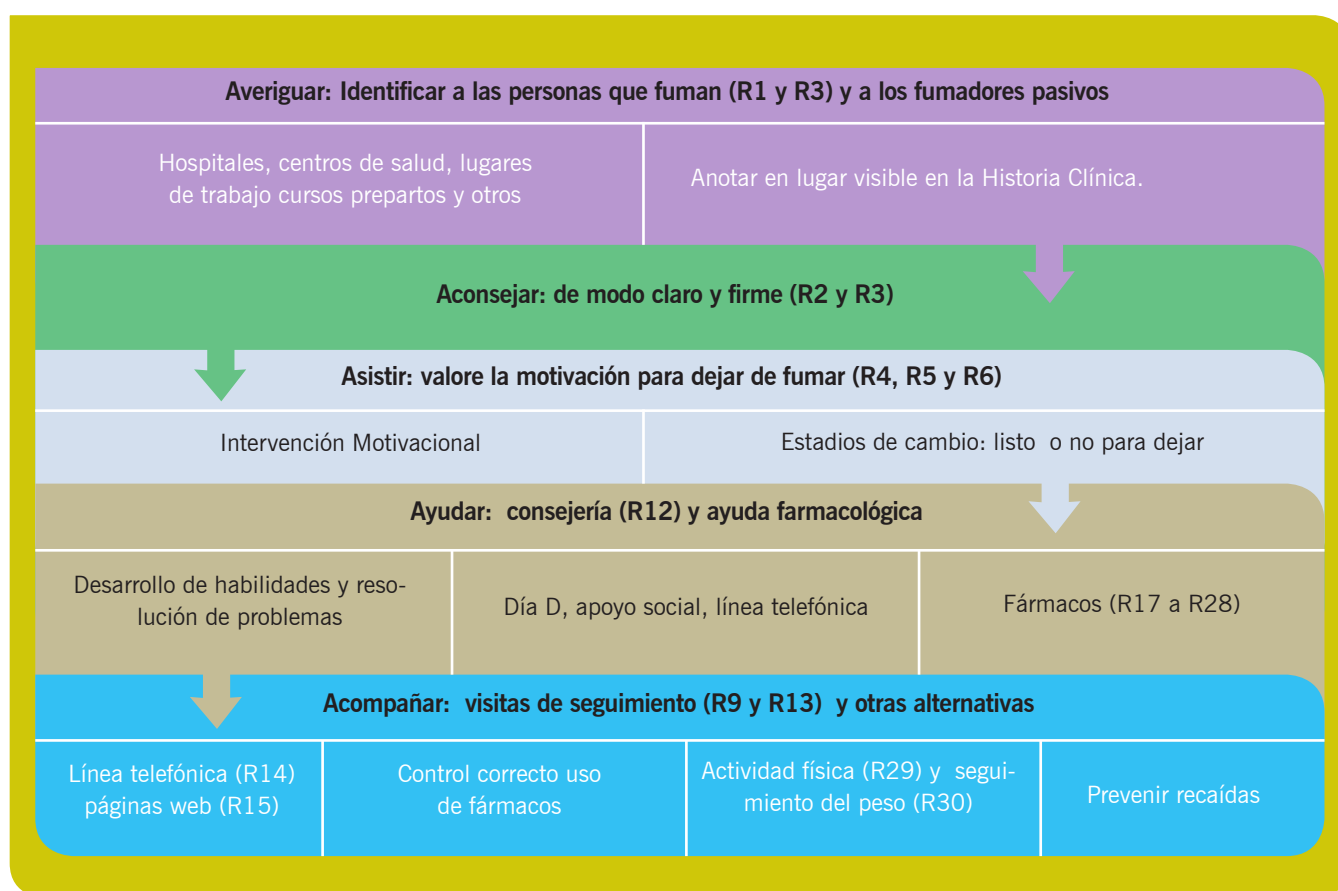 Averiguar: Identificar a las personas que fuman (R1 y R3) y a los fumadores pasivos
Hospitales, centros de salud, lugares
de trabajo cursos prepartos y otros
Anotar en lugar visible en la Historia Clínica.
Aconsejar: de modo claro y firme (R2 y R3)
Asistir: valore la motivación para dejar de fumar (R4, R5 y R6)
Intervención Motivacional
Estadios de cambio: listo o no para dejar
Ayudar: consejería (R12) y ayuda farmacológica
Desarrollo de habilidades y reso-
lución de problemas
Día D, apoyo social, línea telefónica
Fármacos (R17 a R28)
Acompañar: visitas de seguimiento (R9 y R13) y otras alternativas
Línea telefónica (R14)
páginas web (R15)
Control correcto uso
de fármacos
Actividad física (R29) y segui-
miento del peso (R30)
Prevenir recaídas